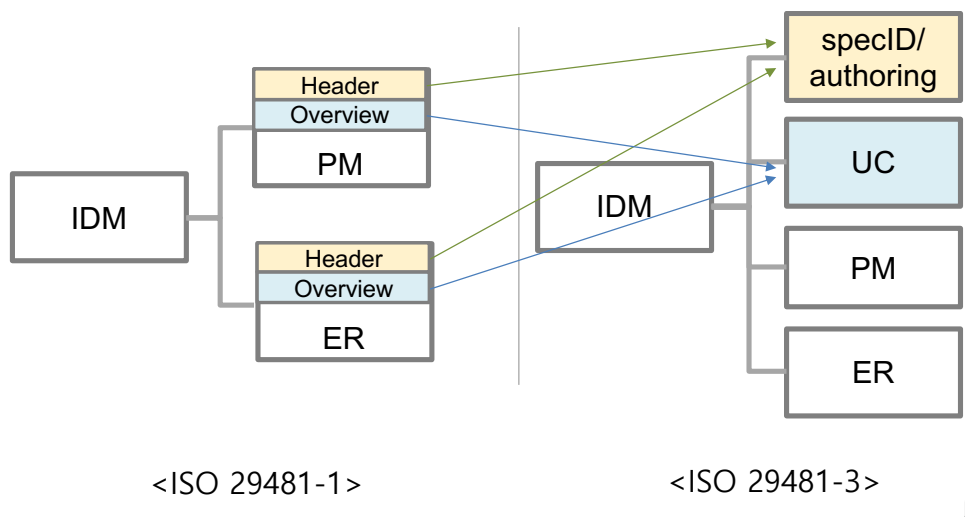 Header
Overview
PM
IDM
Header
Overview
ER
<ISO 29481-1>
specID/
authoring
UC
IDM
PM
ER
<ISO 29481-3>